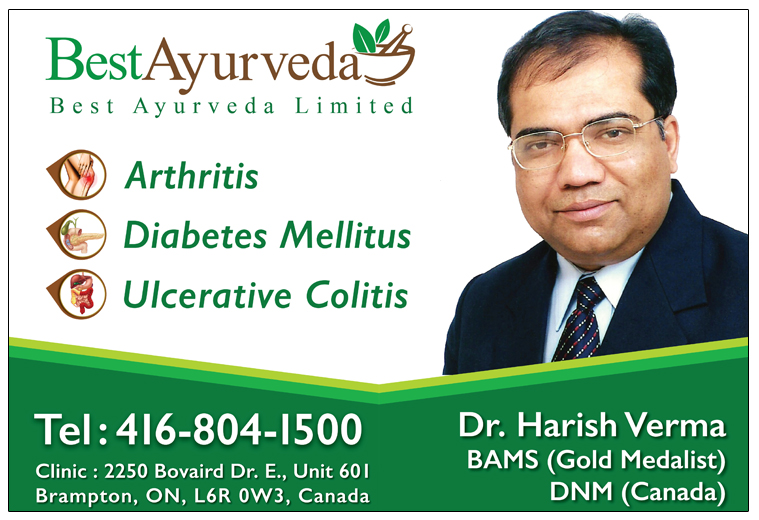 BestAyurveda
Best Ayurveda Limited
Arthritis
Diabetes Mellitus
Ulcerative Colitis
Tel : 416-804-1500
Clinic : 2250 Bovaird Dr. E., Unit 601
Brampton, ON, L6R 0W3, Canada
Dr. Harish Verma
BAMS (Gold Medalist)
DNM (Canada)